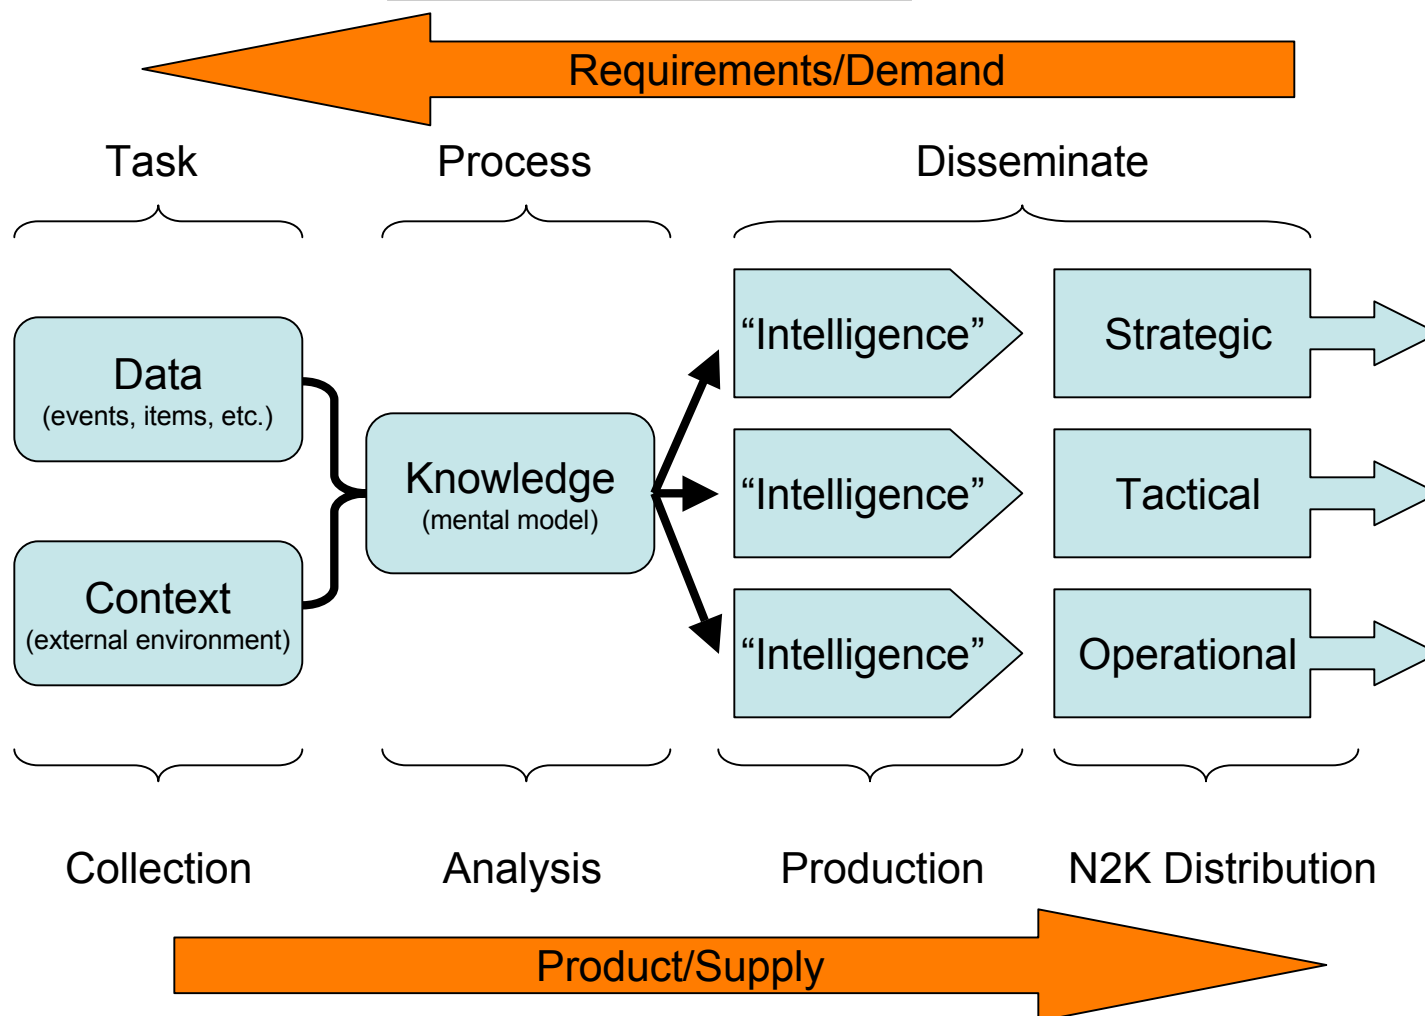 Requirements/Demand
Task
Process
Disseminate
Data
(events, items, etc.)
Context
(external environment)
Knowledge
(mental model)
“Intelligence”
Strategic
“Intelligence”
Tactical
“Intelligence”
Operational
Collection
Analysis
Production
N2K Distribution
Product/Supply